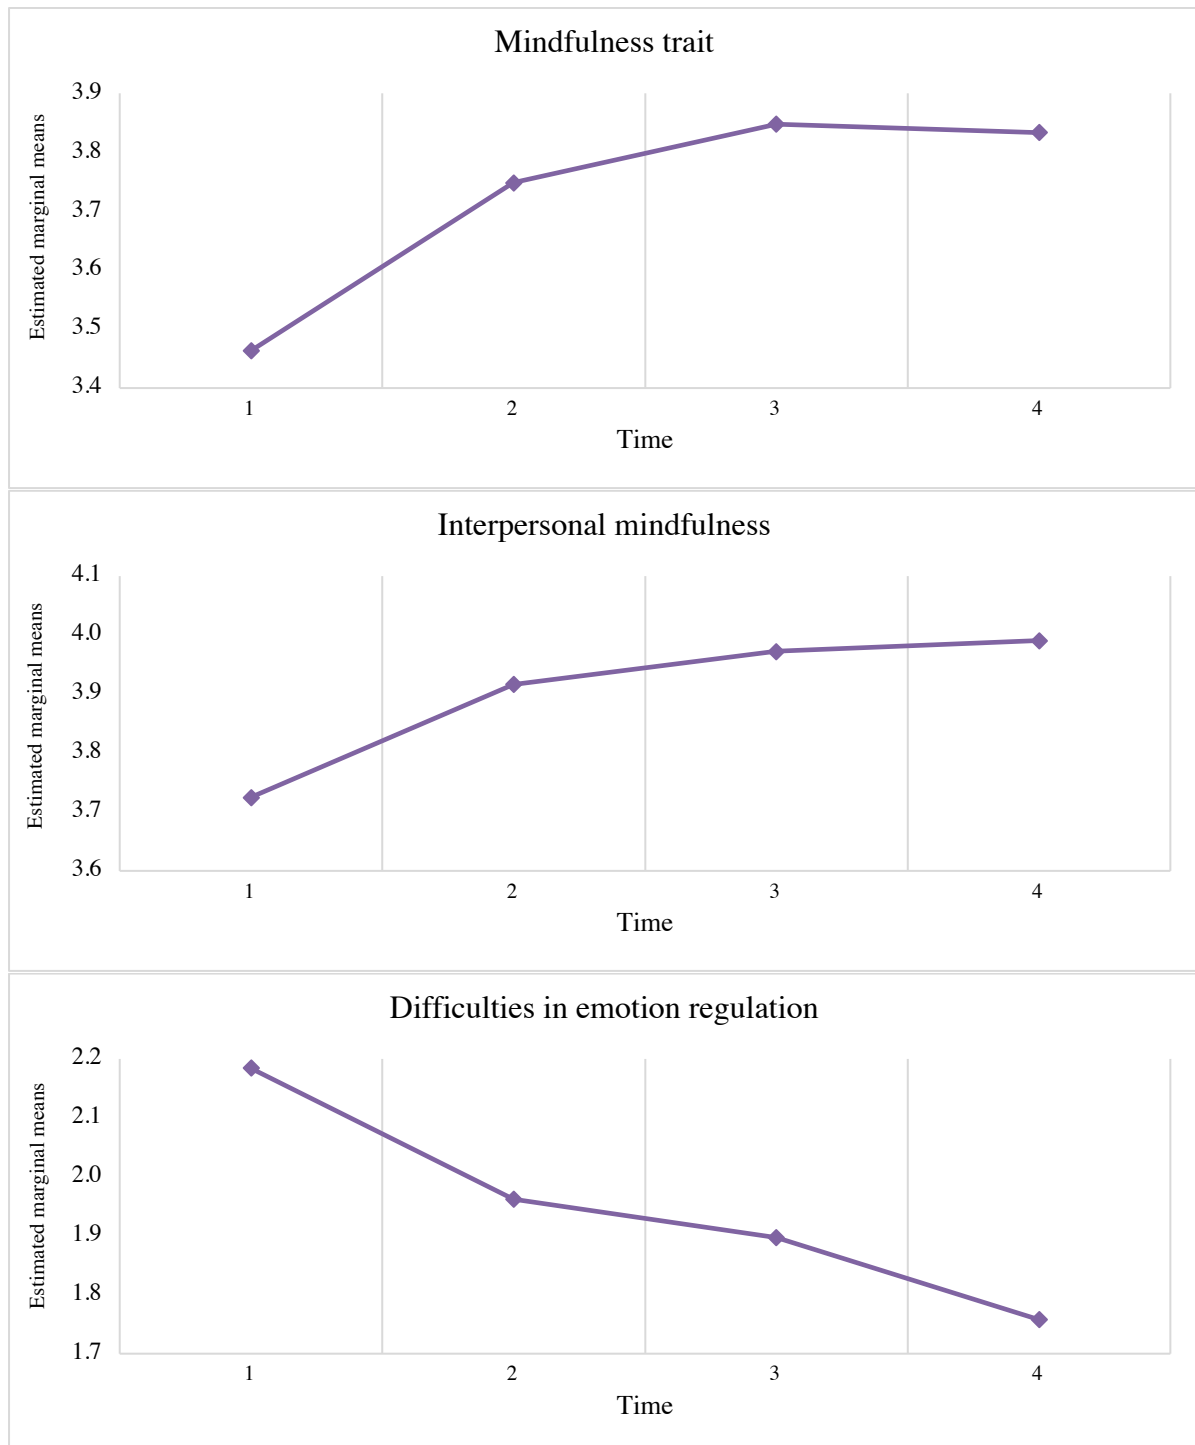 Mindfulness trait
Estimated marginal means
3.9
3.8
3.7
3.6
3.5
3.4
1 2 3 4
Time
Interpersonal mindfulness
Estimated marginal means
4.1
4.0
3.9
3.8
3.7
3.6
1 2 3 4
Time
Difficulties in emotion regulation
Estimated marginal means
2.2
2.1
2.0
1.9
1.8
1.7
1 2 3 4
Time